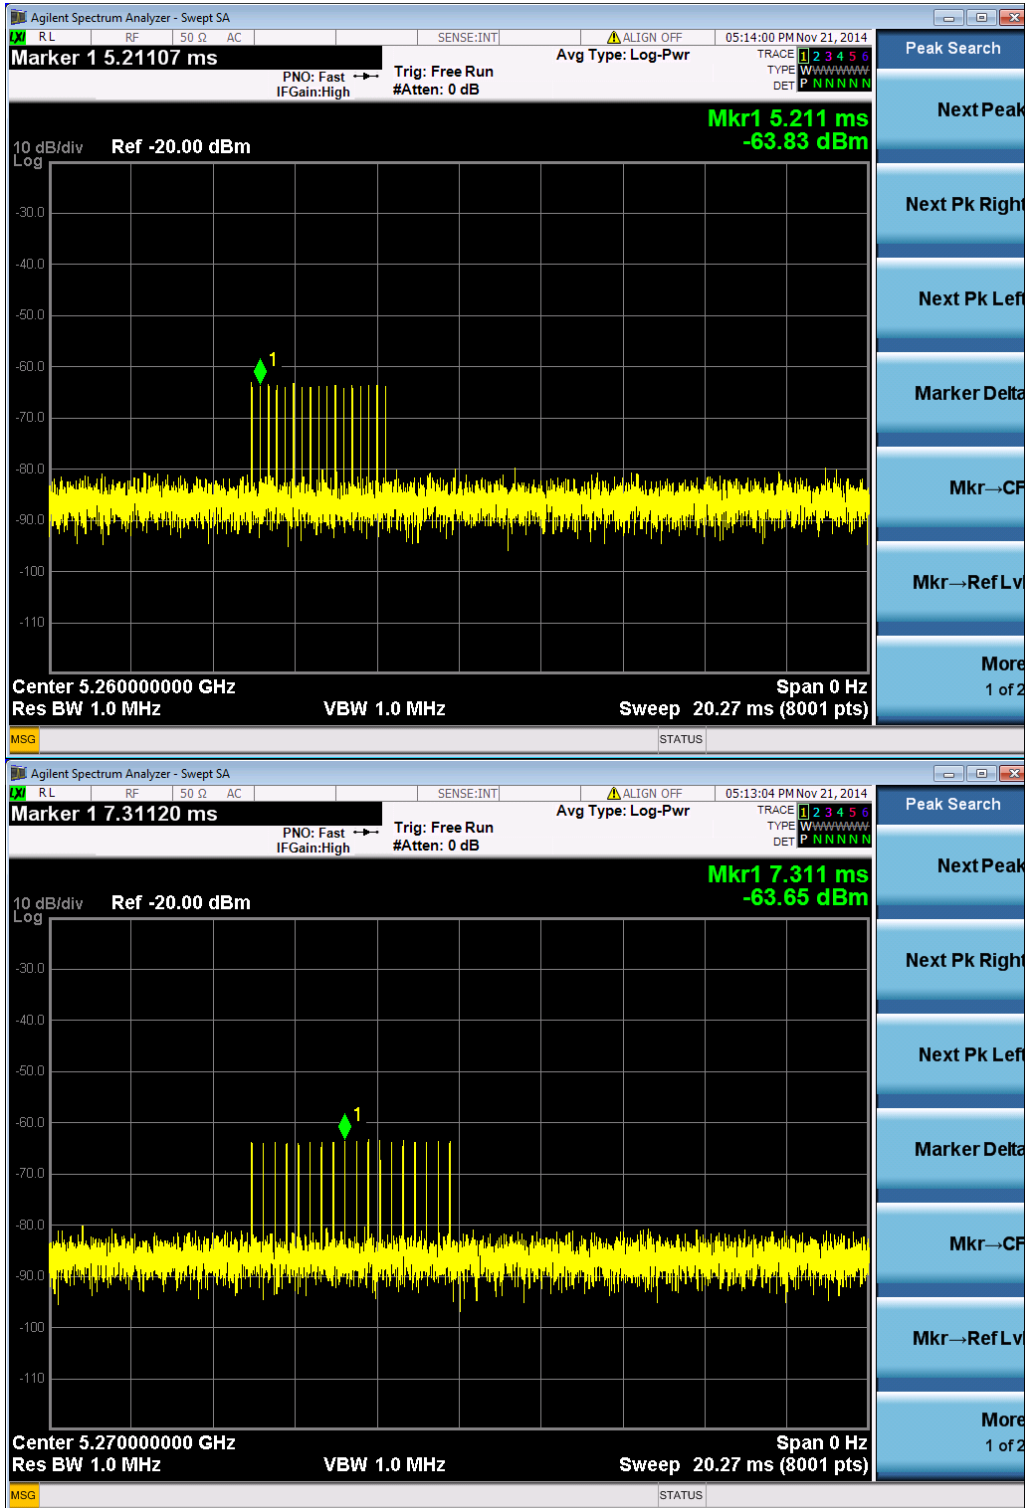 Agilent Spectrum Analyzer - Swept SA
LXI RL RF 50 Ω AC SENSE:INT ALIGN OFF 05:14:00 PM Nov 21, 2014
Marker 1 5.21107 ms
PNO: Fast
IFGain:High
Trig: Free Run
#Atten: 0 dB
Avg Type: Log-Pwr
TRACE 1 2 3 4 5 6
TYPE WWWWWWW
DET P N N N N N
Mkr1 5.211 ms
-63.83 dBm
10 dB/div Ref -20.00 dBm
Log
-30.0
-40.0
-50.0
-60.0
-70.0
-80.0
-90.0
-100
-110
1
Center 5.260000000 GHz Span 0 Hz
Res BW 1.0 MHz VBW 1.0 MHz Sweep 20.27 ms (8001 pts)
MSG STATUS
Peak Search
Next Peak
Next Pk Right
Next Pk Left
Marker Delta
Mkr→CF
Mkr→Ref Lvl
More
1 of 2
Agilent Spectrum Analyzer - Swept SA
LXI RL RF 50 Ω AC SENSE:INT ALIGN OFF 05:13:04 PM Nov 21, 2014
Marker 1 7.31120 ms
PNO: Fast
IFGain:High
Trig: Free Run
#Atten: 0 dB
Avg Type: Log-Pwr
TRACE 1 2 3 4 5 6
TYPE WWWWWWW
DET P N N N N N
Mkr1 7.311 ms
-63.65 dBm
10 dB/div Ref -20.00 dBm
Log
-30.0
-40.0
-50.0
-60.0
-70.0
-80.0
-90.0
-100
-110
1
Center 5.270000000 GHz Span 0 Hz
Res BW 1.0 MHz VBW 1.0 MHz Sweep 20.27 ms (8001 pts)
MSG STATUS
Peak Search
Next Peak
Next Pk Right
Next Pk Left
Marker Delta
Mkr→CF
Mkr→Ref Lvl
More
1 of 2